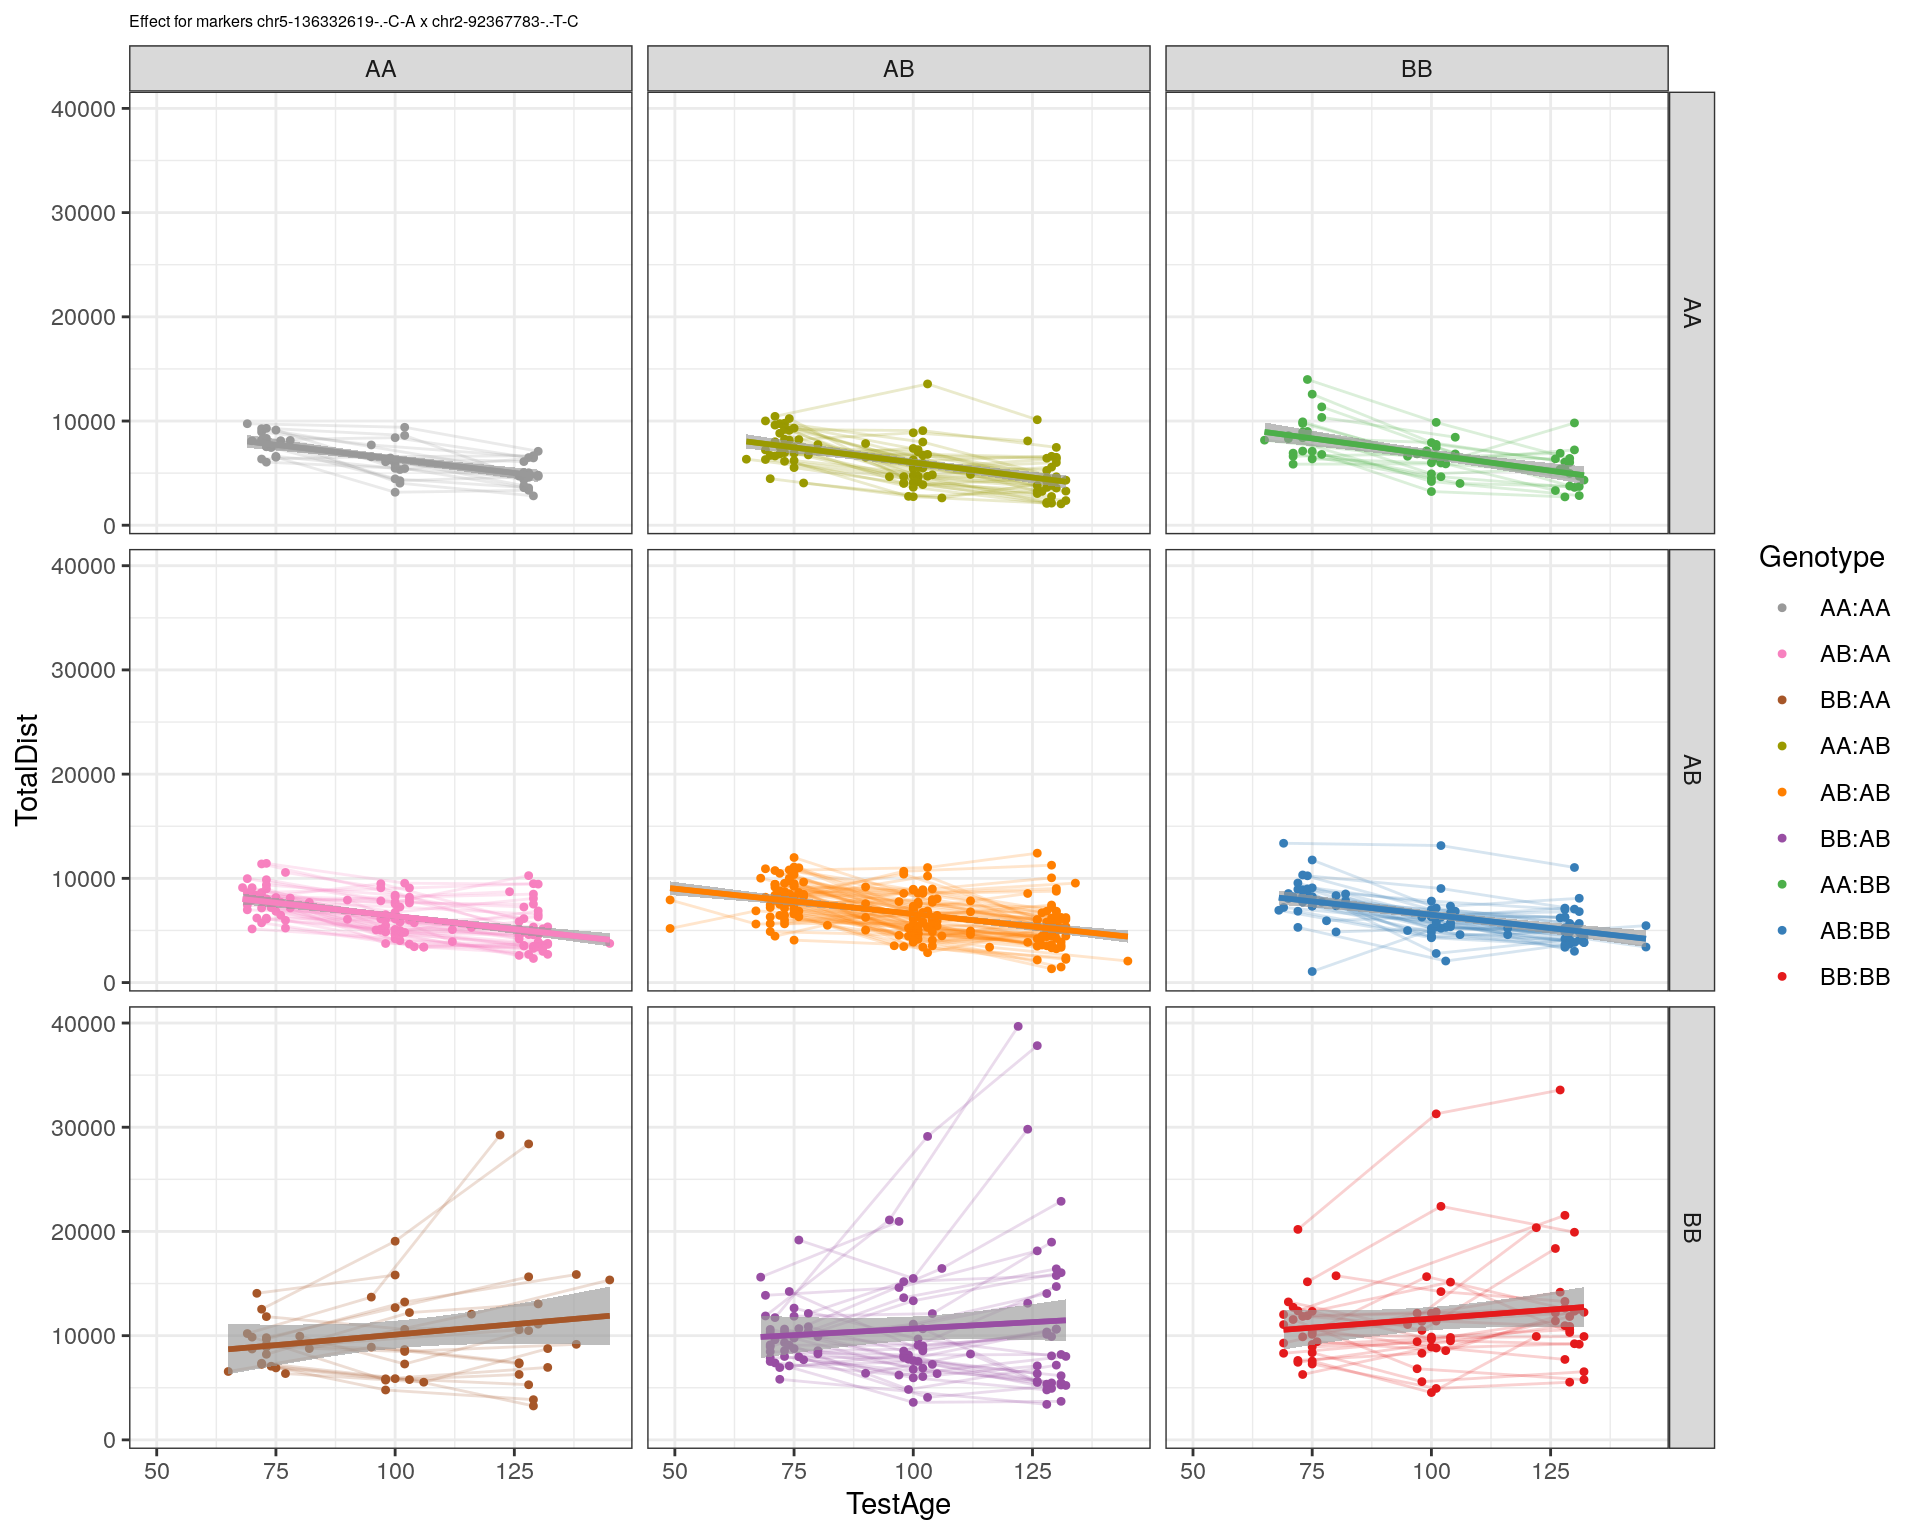 Effect for markers chr5-136332619-.-C-A x chr2-92367783-.-T-C
AA
AB
BB
40000
30000
20000
10000
0
AA
40000
30000
20000
10000
0
AB
40000
30000
20000
10000
0
BB
50
75
100
125
50
75
100
125
50
75
100
125
TestAge
TotalDist
Genotype
AA:AA
AB:AA
BB:AA
AA:AB
AB:AB
BB:AB
AA:BB
AB:BB
BB:BB